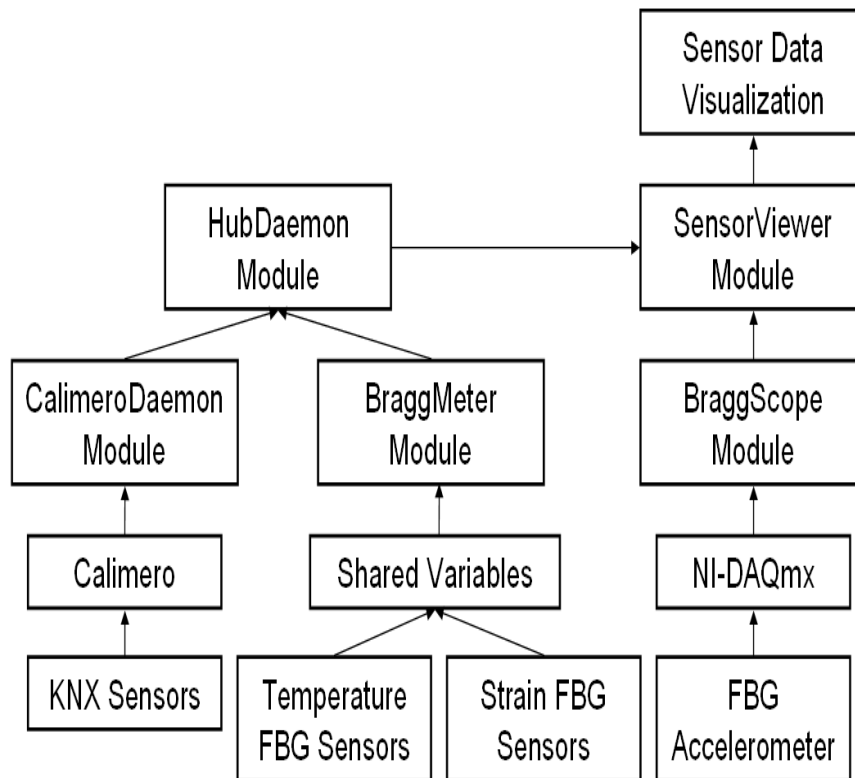 Sensor Data
Visualization
HubDaemon
Module
SensorViewer
Module
CalimeroDaemon
Module
BraggMeter
Module
BraggScope
Module
Calimero
Shared Variables
NI-DAQmx
KNX Sensors
Temperature
FBG Sensors
Strain FBG
Sensors
FBG
Accelerometer